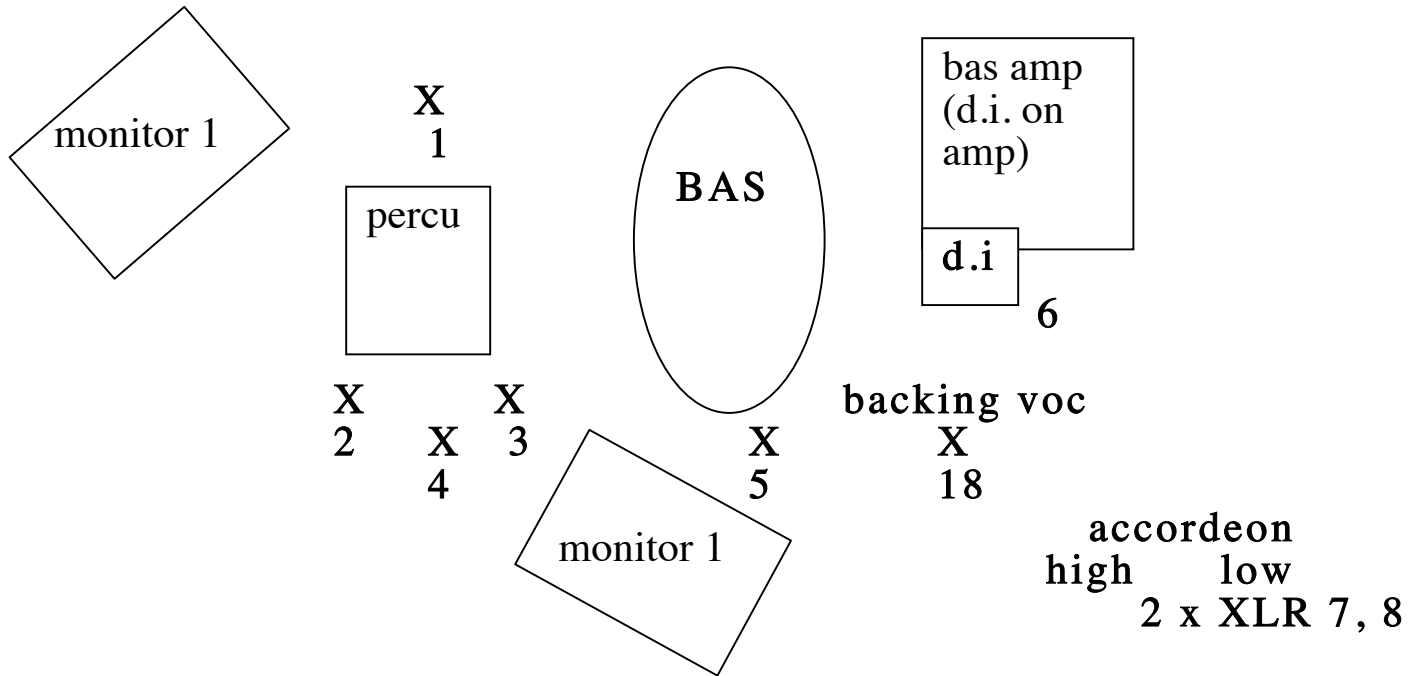 monitor 1
X
1
percu
BAS
bas amp
(d.i. on
amp)
d.i
6
X
2
X
3
X
4
monitor 1
X
5
backing voc
X
18
accordeon
high low
2 x XLR 7, 8